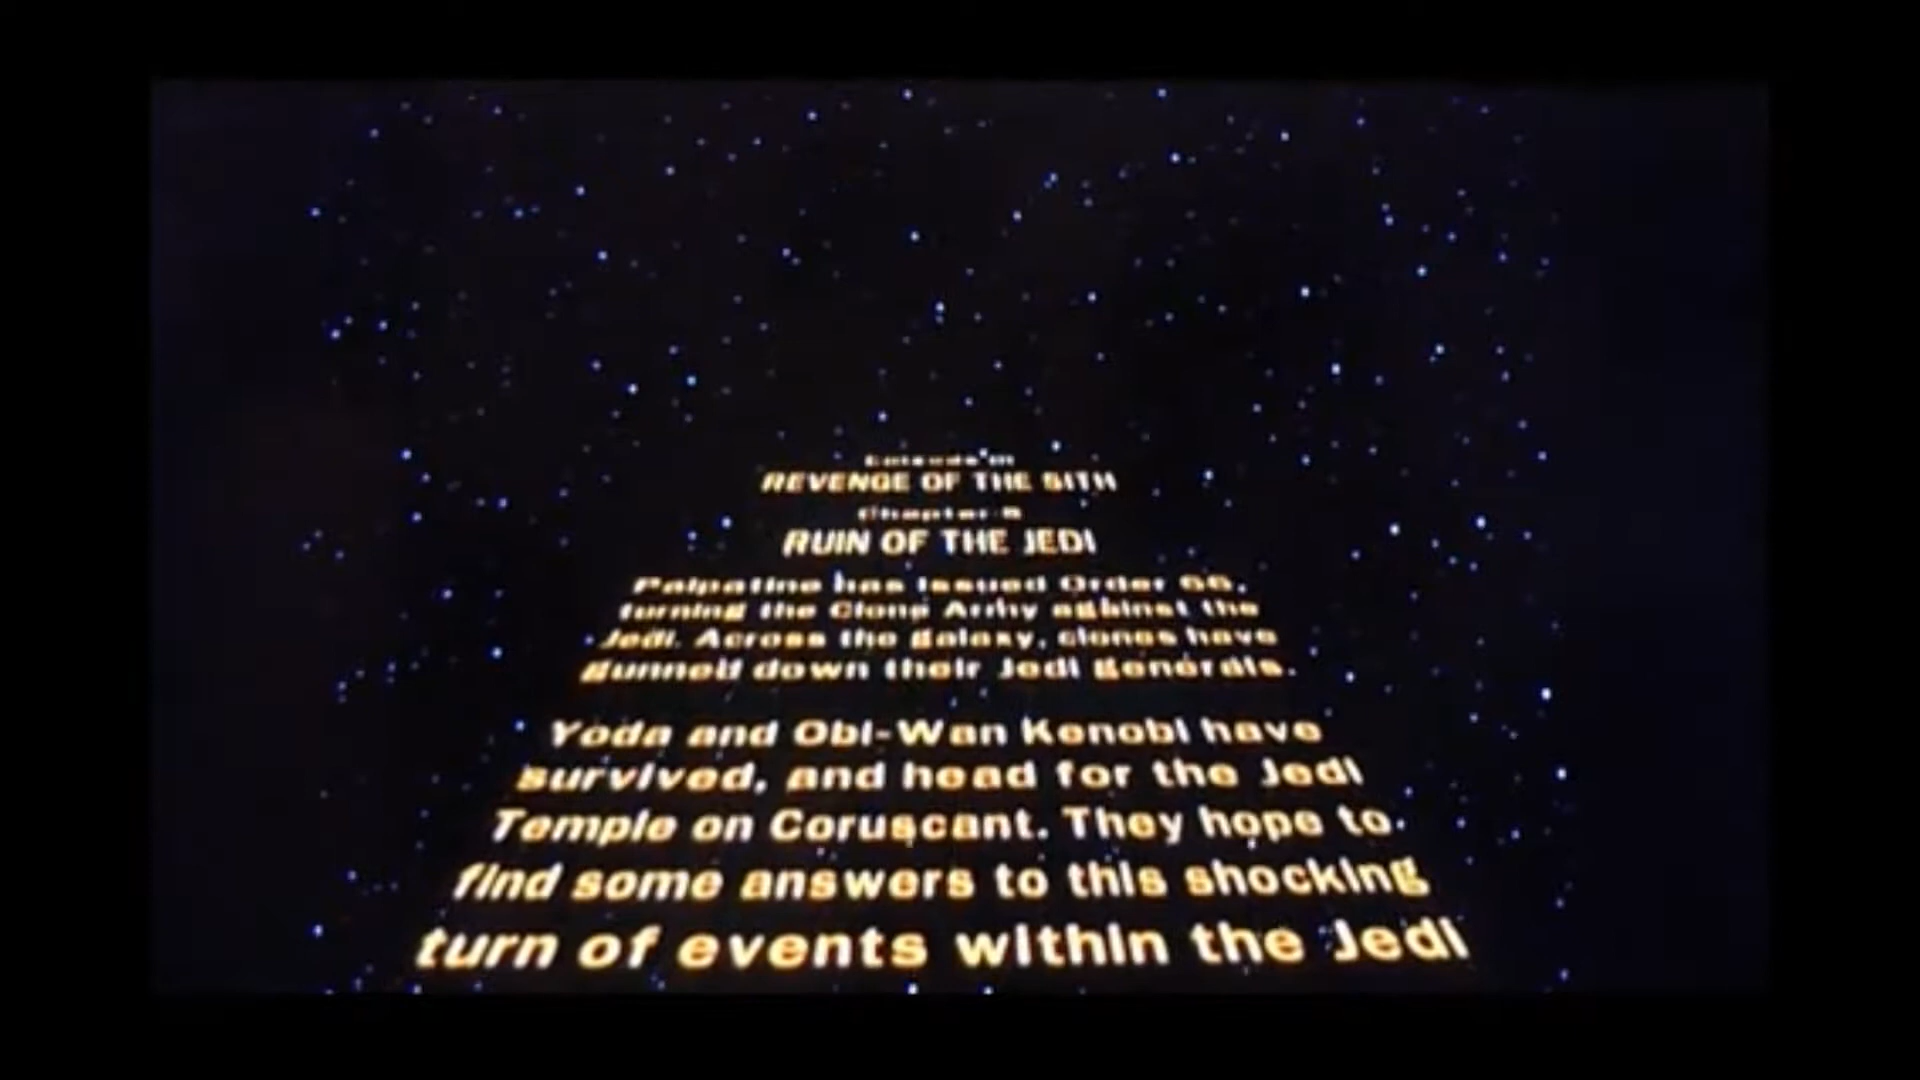 Episode III
REVENGE OF THE SITH
Chapter 5
RUIN OF THE JEDI
Palpatine has issued Order 66,
turning the Clone Army against the
Jedi. Across the galaxy, clones have
gunned down their Jedi generals.
Yoda and Obi-Wan Kenobi have
survived, and head for the Jedi
Temple on Coruscant. They hope to
find some answers to this shocking
turn of events within the Jedi